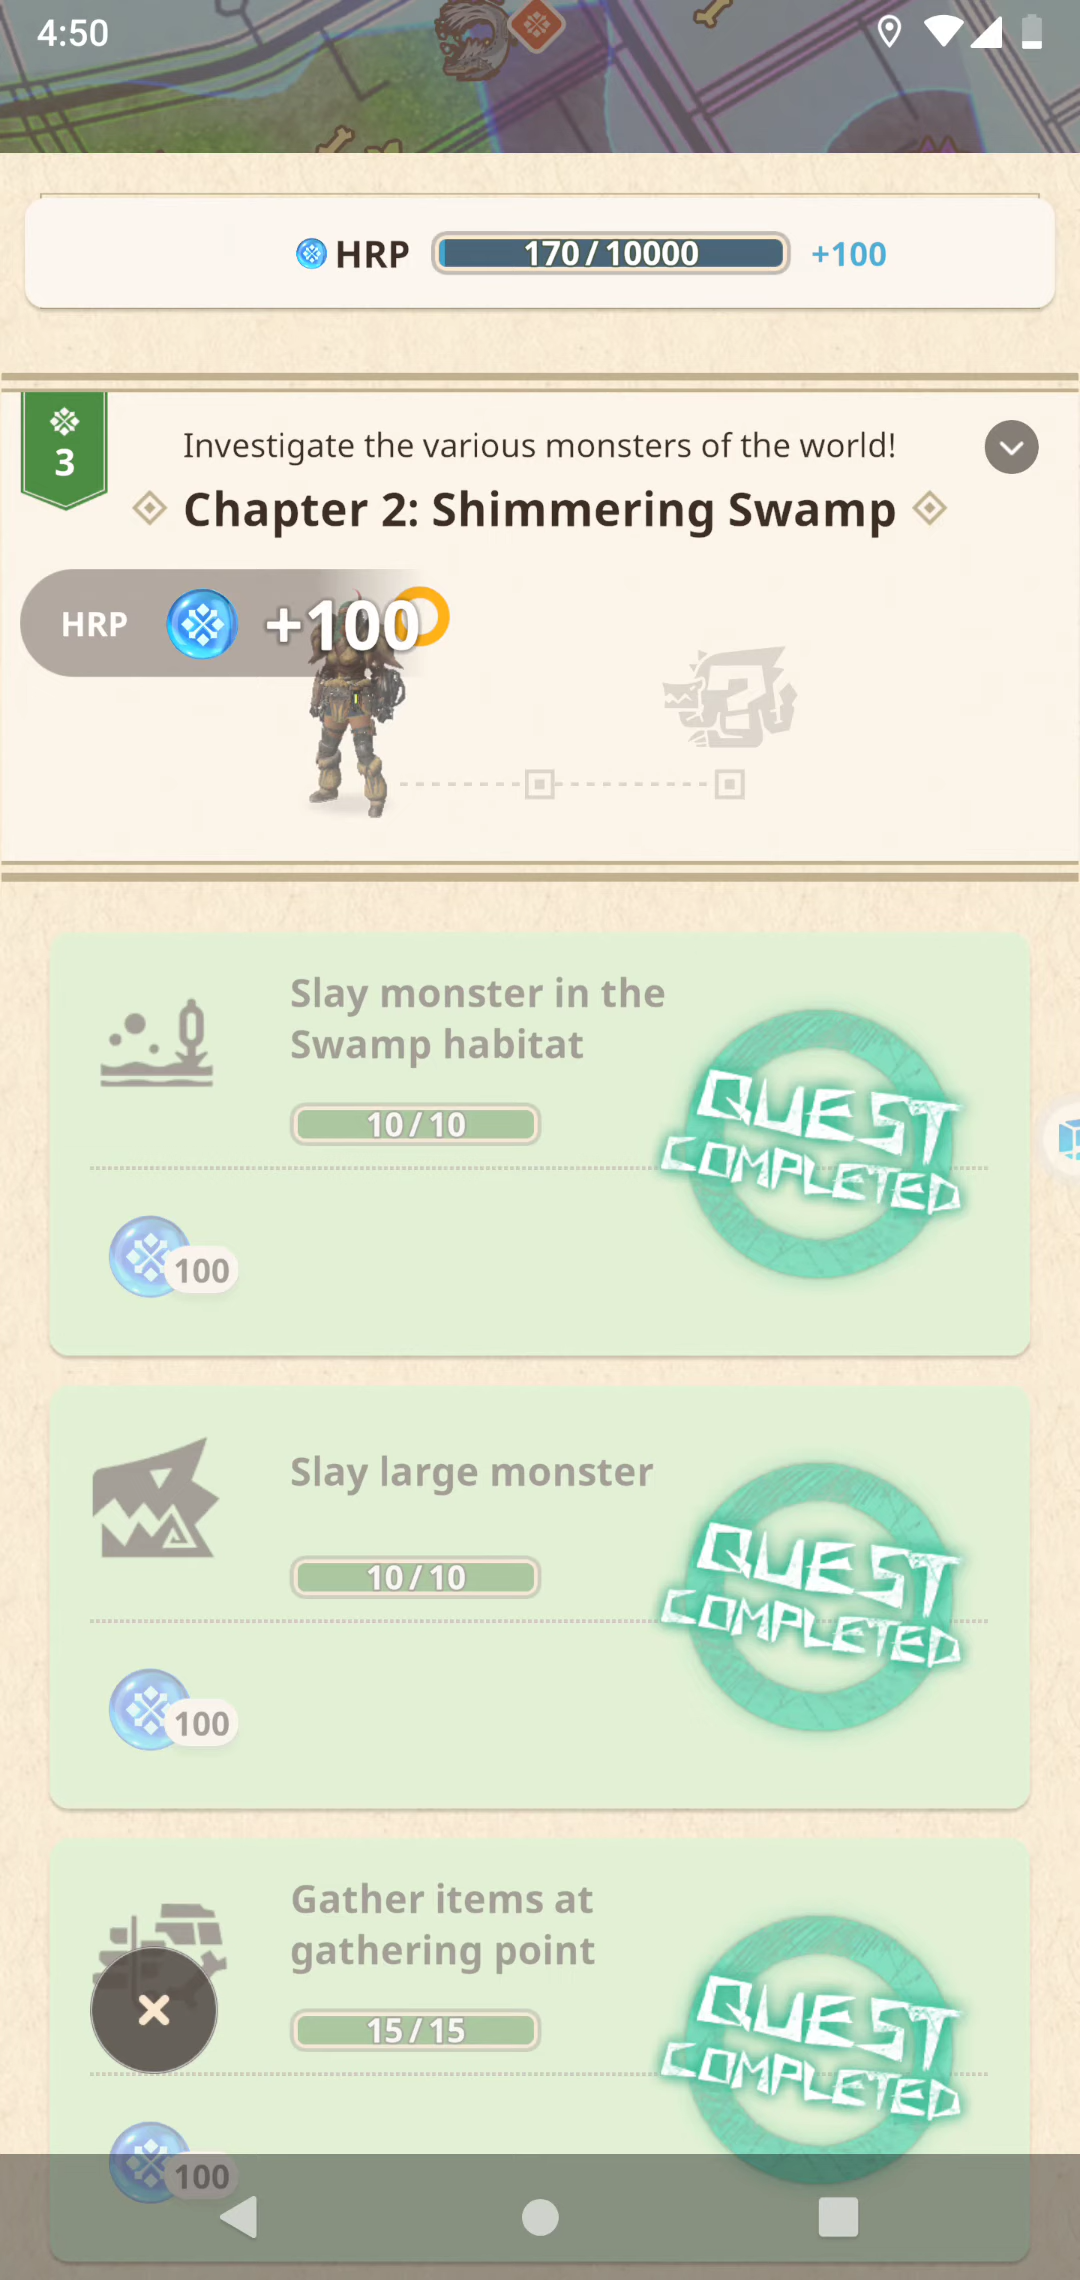 4:50
HRP 170/10000 +100
3
Investigate the various monsters of the world!
Chapter 2: Shimmering Swamp
HRP +100
Slay monster in the
Swamp habitat
10/10
QUEST
COMPLETED
100
Slay large monster
10/10
QUEST
COMPLETED
100
Gather items at
gathering point
15/15
QUEST
COMPLETED
100